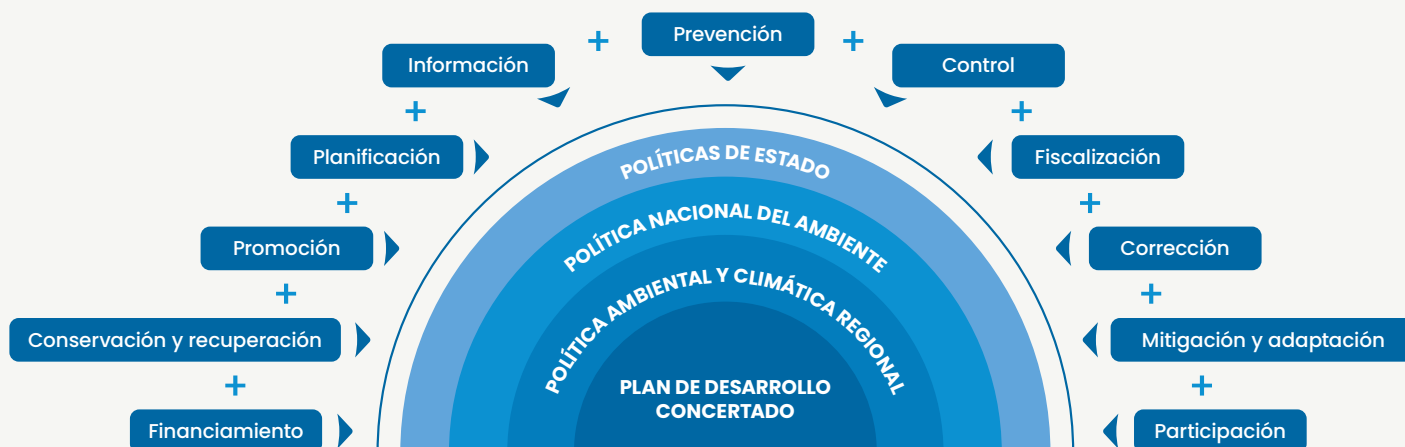 Prevención
+
+
Información
Control
+
+
Planificación
Fiscalización
POLÍTICAS DE ESTADO
+
+
POLÍTICA NACIONAL DEL AMBIENTE
Promoción
Corrección
+
+
POLÍTICA AMBIENTAL Y CLIMÁTICA REGIONAL
Conservación y recuperación
Mitigación y adaptación
+
+
PLAN DE DESARROLLO
CONCERTADO
Financiamiento
Participación